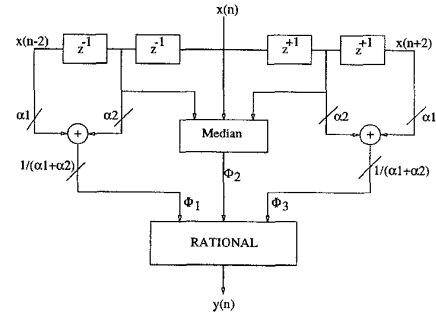 x(n)
x(n-2)
z-1
z-1
z+1
z+1
x(n+2)
α1
α2
α2
α1
+
Median
+
1/(α1+α2)
1/(α1+α2)
Φ2
Φ1
Φ3
RATIONAL
y(n)